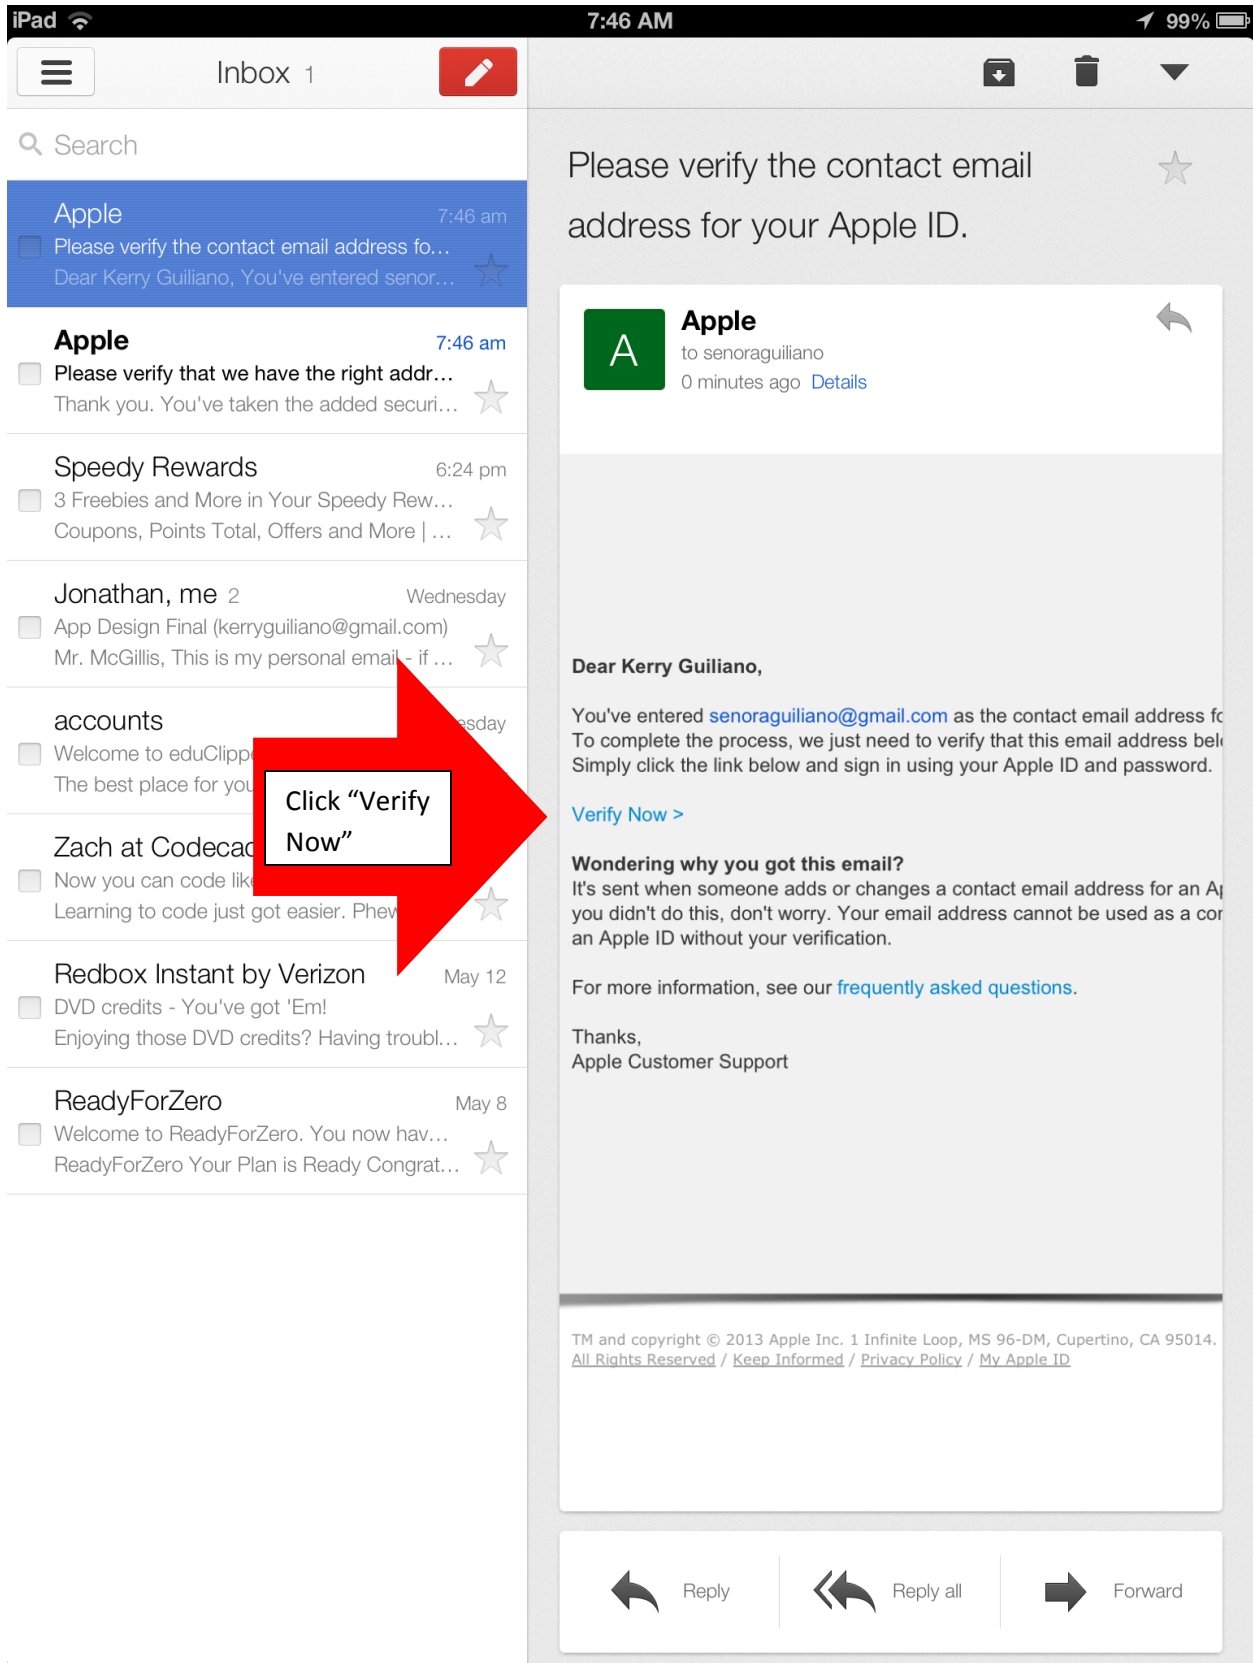 iPad 7:46 AM 99%
Inbox 1
Search
Apple 7:46 am
Please verify the contact email address fo...
Dear Kerry Guiliano, You've entered senor...
Apple 7:46 am
Please verify that we have the right addr...
Thank you. You've taken the added securi...
Speedy Rewards 6:24 pm
3 Freebies and More in Your Speedy Rew...
Coupons, Points Total, Offers and More | ...
Jonathan, me 2 Wednesday
App Design Final (kerryguiliano@gmail.com)
Mr. McGillis, This is my personal email - if ...
accounts
Welcome to eduClipp
The best place for you
Zach at Codecad
Now you can code like
Learning to code just got easier. Phew
Redbox Instant by Verizon May 12
DVD credits - You've got 'Em!
Enjoying those DVD credits? Having troubl...
ReadyForZero May 8
Welcome to ReadyForZero. You now hav...
ReadyForZero Your Plan is Ready Congrat...
Click “Verify
Now”
Please verify the contact email
address for your Apple ID.
A
Apple
to senoraguiliano
0 minutes ago Details
Dear Kerry Guiliano,
You've entered senoraguiliano@gmail.com as the contact email address fo
To complete the process, we just need to verify that this email address bel
Simply click the link below and sign in using your Apple ID and password.
Verify Now >
Wondering why you got this email?
It's sent when someone adds or changes a contact email address for an Ap
you didn't do this, don't worry. Your email address cannot be used as a con
an Apple ID without your verification.
For more information, see our frequently asked questions.
Thanks,
Apple Customer Support
TM and copyright © 2013 Apple Inc. 1 Infinite Loop, MS 96-DM, Cupertino, CA 95014.
All Rights Reserved / Keep Informed / Privacy Policy / My Apple ID
Reply
Reply all
Forward